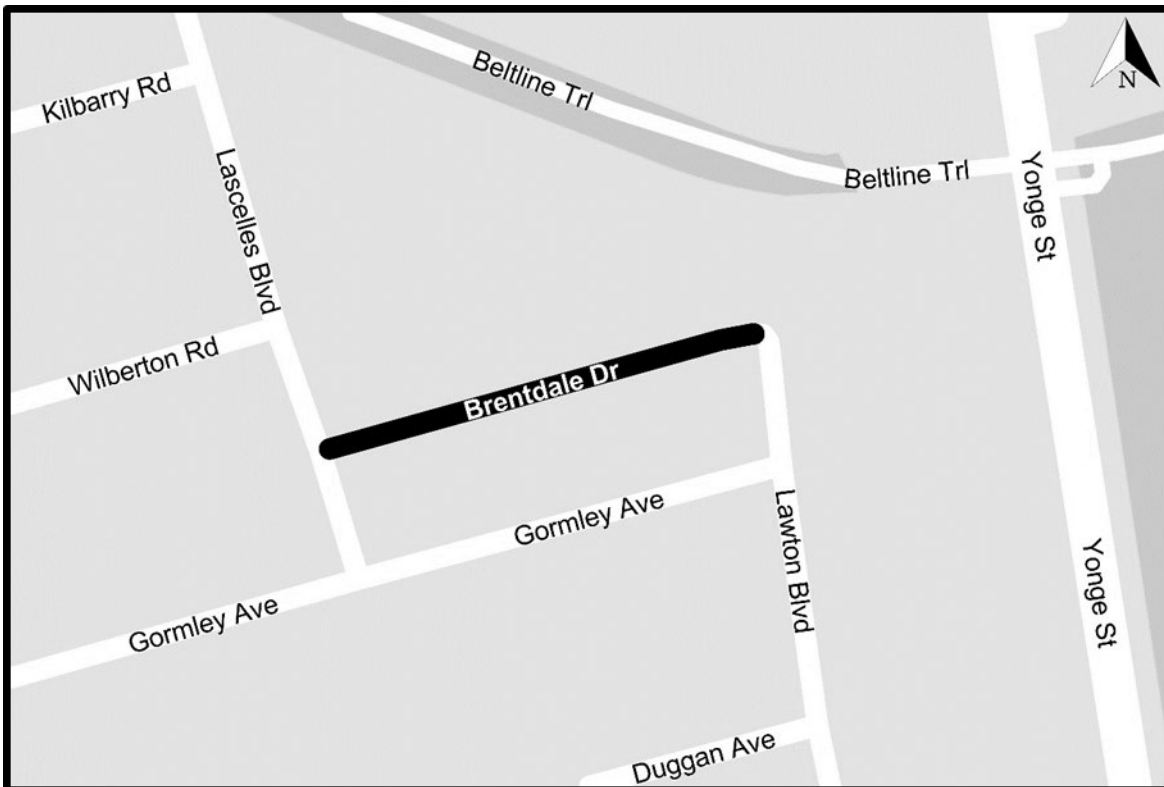 Kilbarry Rd
Beltline Trl
N
Lascelles Blvd
Beltline Trl
Yonge St
Wilberton Rd
Brentdale Dr
Gormley Ave
Lawton Blvd
Gormley Ave
Yonge St
Duggan Ave